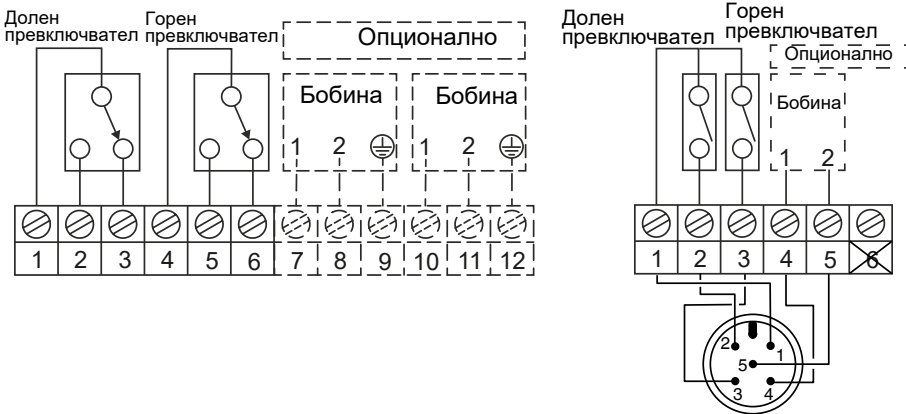 Долен
превключвател
Горен
превключвател
Опционално
Бобина
Бобина
1 2
1 2
1 2 3 4 5 6 7 8 9 10 11 12
Долен
превключвател
Горен
превключвател
Опционално
Бобина
1 2
1 2 3 4 5 6
2 1
5
3 4